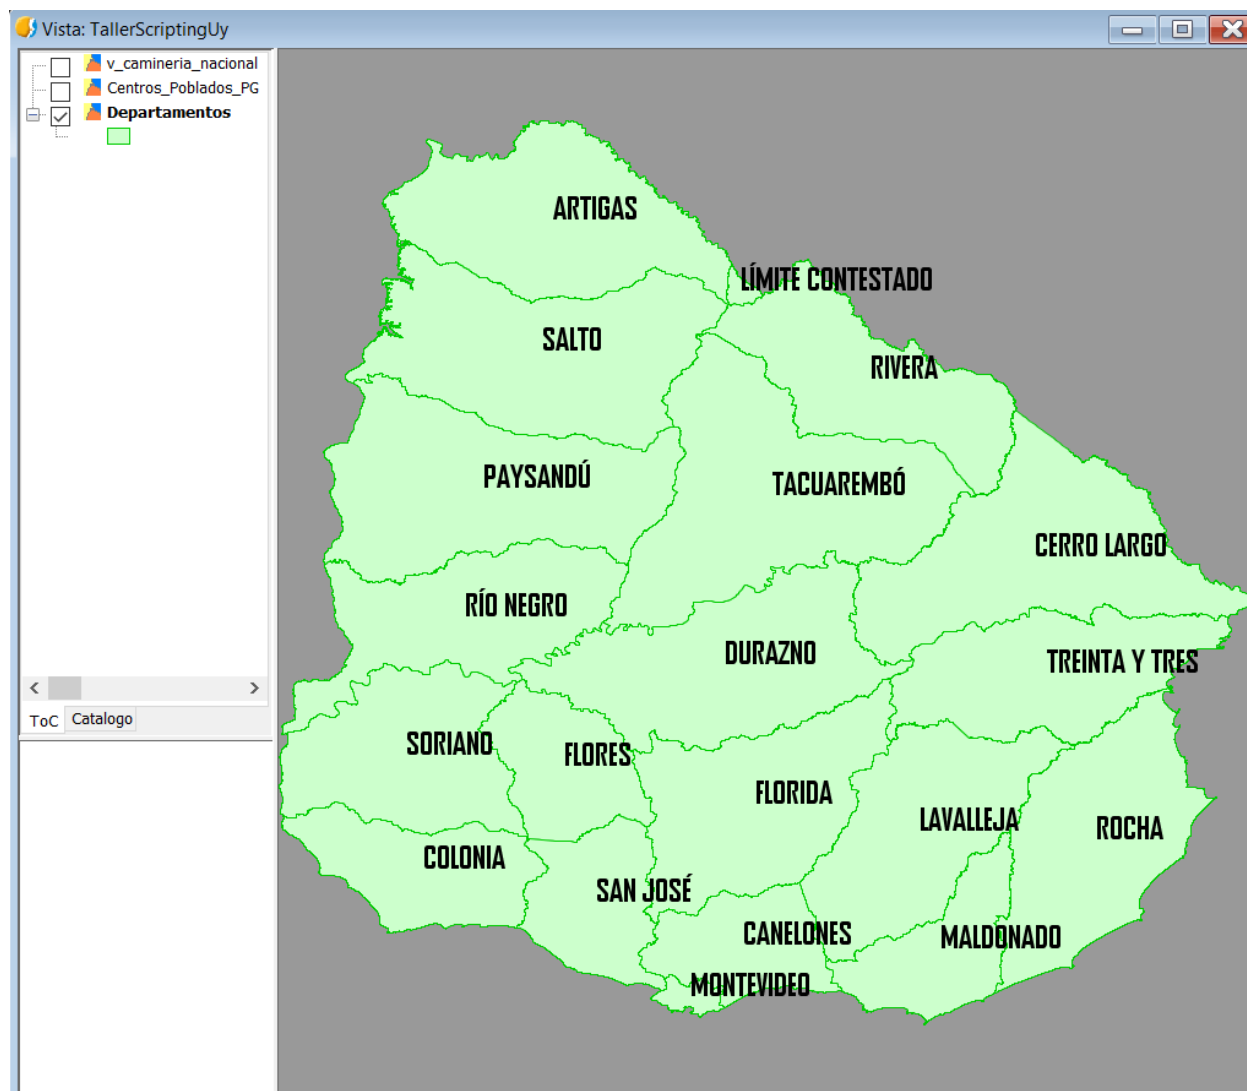 Vista: TallerScriptingUy
v_camineria_nacional
Centros_Poblados_PG
Departamentos
ToC
Catalogo
ARTIGAS
LÍMITE CONTESTADO
SALTO
RIVERA
PAYSANDÚ
TACUAREMBÓ
CERRO LARGO
RÍO NEGRO
DURAZNO
TREINTA Y TRES
SORIANO
FLORES
FLORIDA
LAVALLEJA
ROCHA
COLONIA
SAN JOSÉ
CANELONES
MALDONADO
MONTEVIDEO